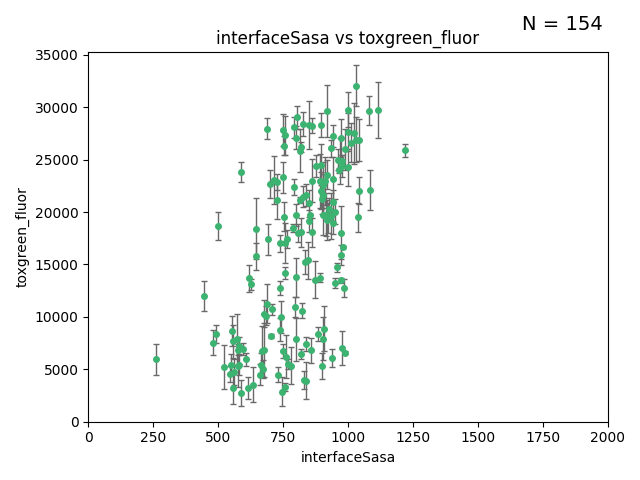 N = 154
interfaceSasa vs toxgreen_fluor
toxgreen_fluor
35000
30000
25000
20000
15000
10000
5000
0
0 250 500 750 1000 1250 1500 1750 2000
interfaceSasa